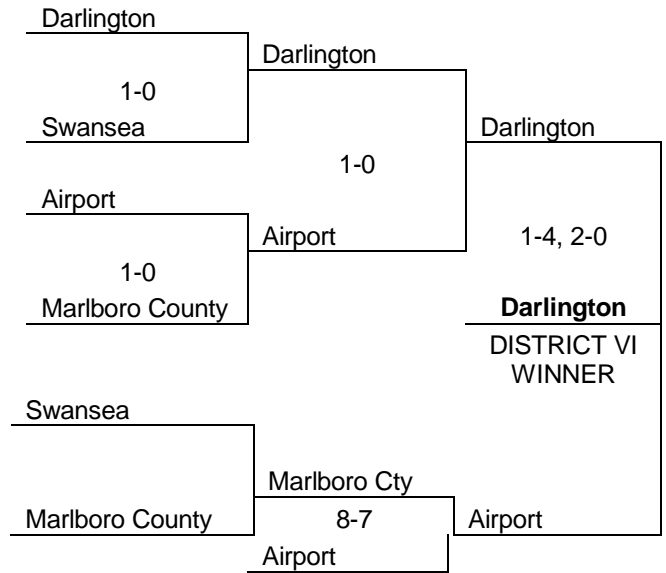 Darlington
Darlington
1-0
Swansea
Darlington
1-0
Airport
Airport
1-4, 2-0
1-0
Marlboro County
Darlington
DISTRICT VI
WINNER
Swansea
Marlboro Cty
Marlboro County
8-7
Airport
Airport